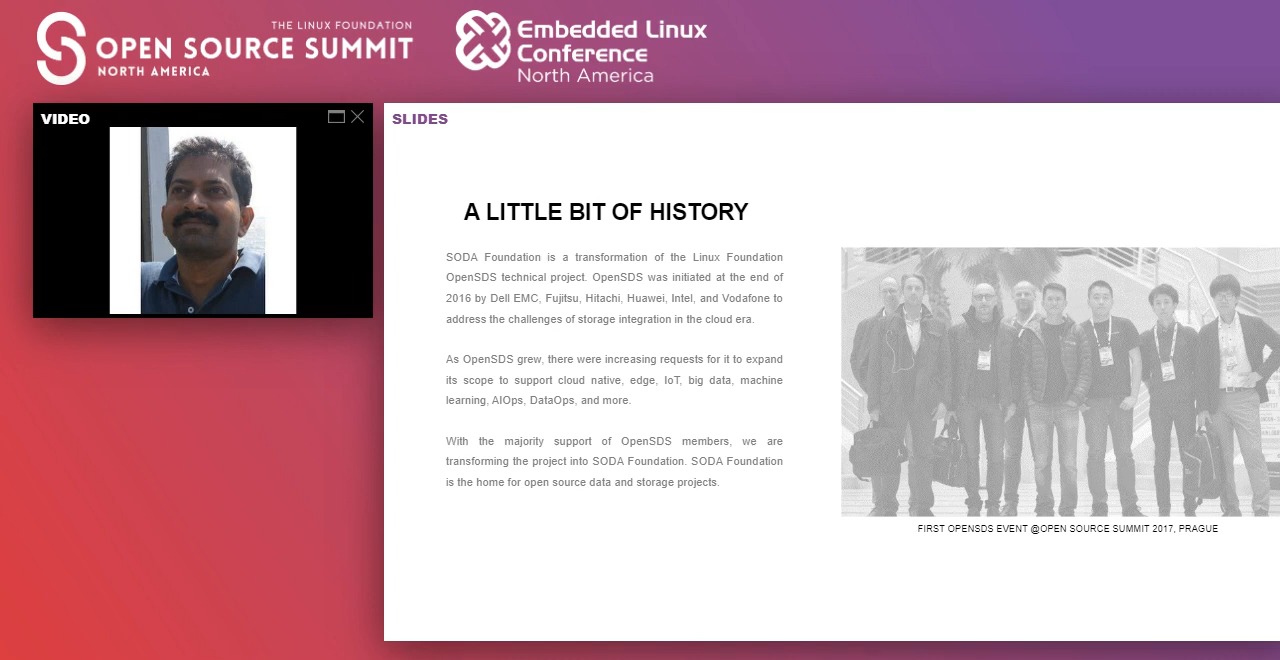 THE LINUX FOUNDATION
OPEN SOURCE SUMMIT
NORTH AMERICA
Embedded Linux
Conference
North America
VIDEO
SLIDES
A LITTLE BIT OF HISTORY
SODA Foundation is a transformation of the Linux Foundation
OpenSDS technical project. OpenSDS was initiated at the end of
2016 by Dell EMC, Fujitsu, Hitachi, Huawei, Intel, and Vodafone to
address the challenges of storage integration in the cloud era.
As OpenSDS grew, there were increasing requests for it to expand
its scope to support cloud native, edge, IoT, big data, machine
learning, AIOps, DataOps, and more.
With the majority support of OpenSDS members, we are
transforming the project into SODA Foundation. SODA Foundation
is the home for open source data and storage projects.
FIRST OPENSDS EVENT @OPEN SOURCE SUMMIT 2017, PRAGUE